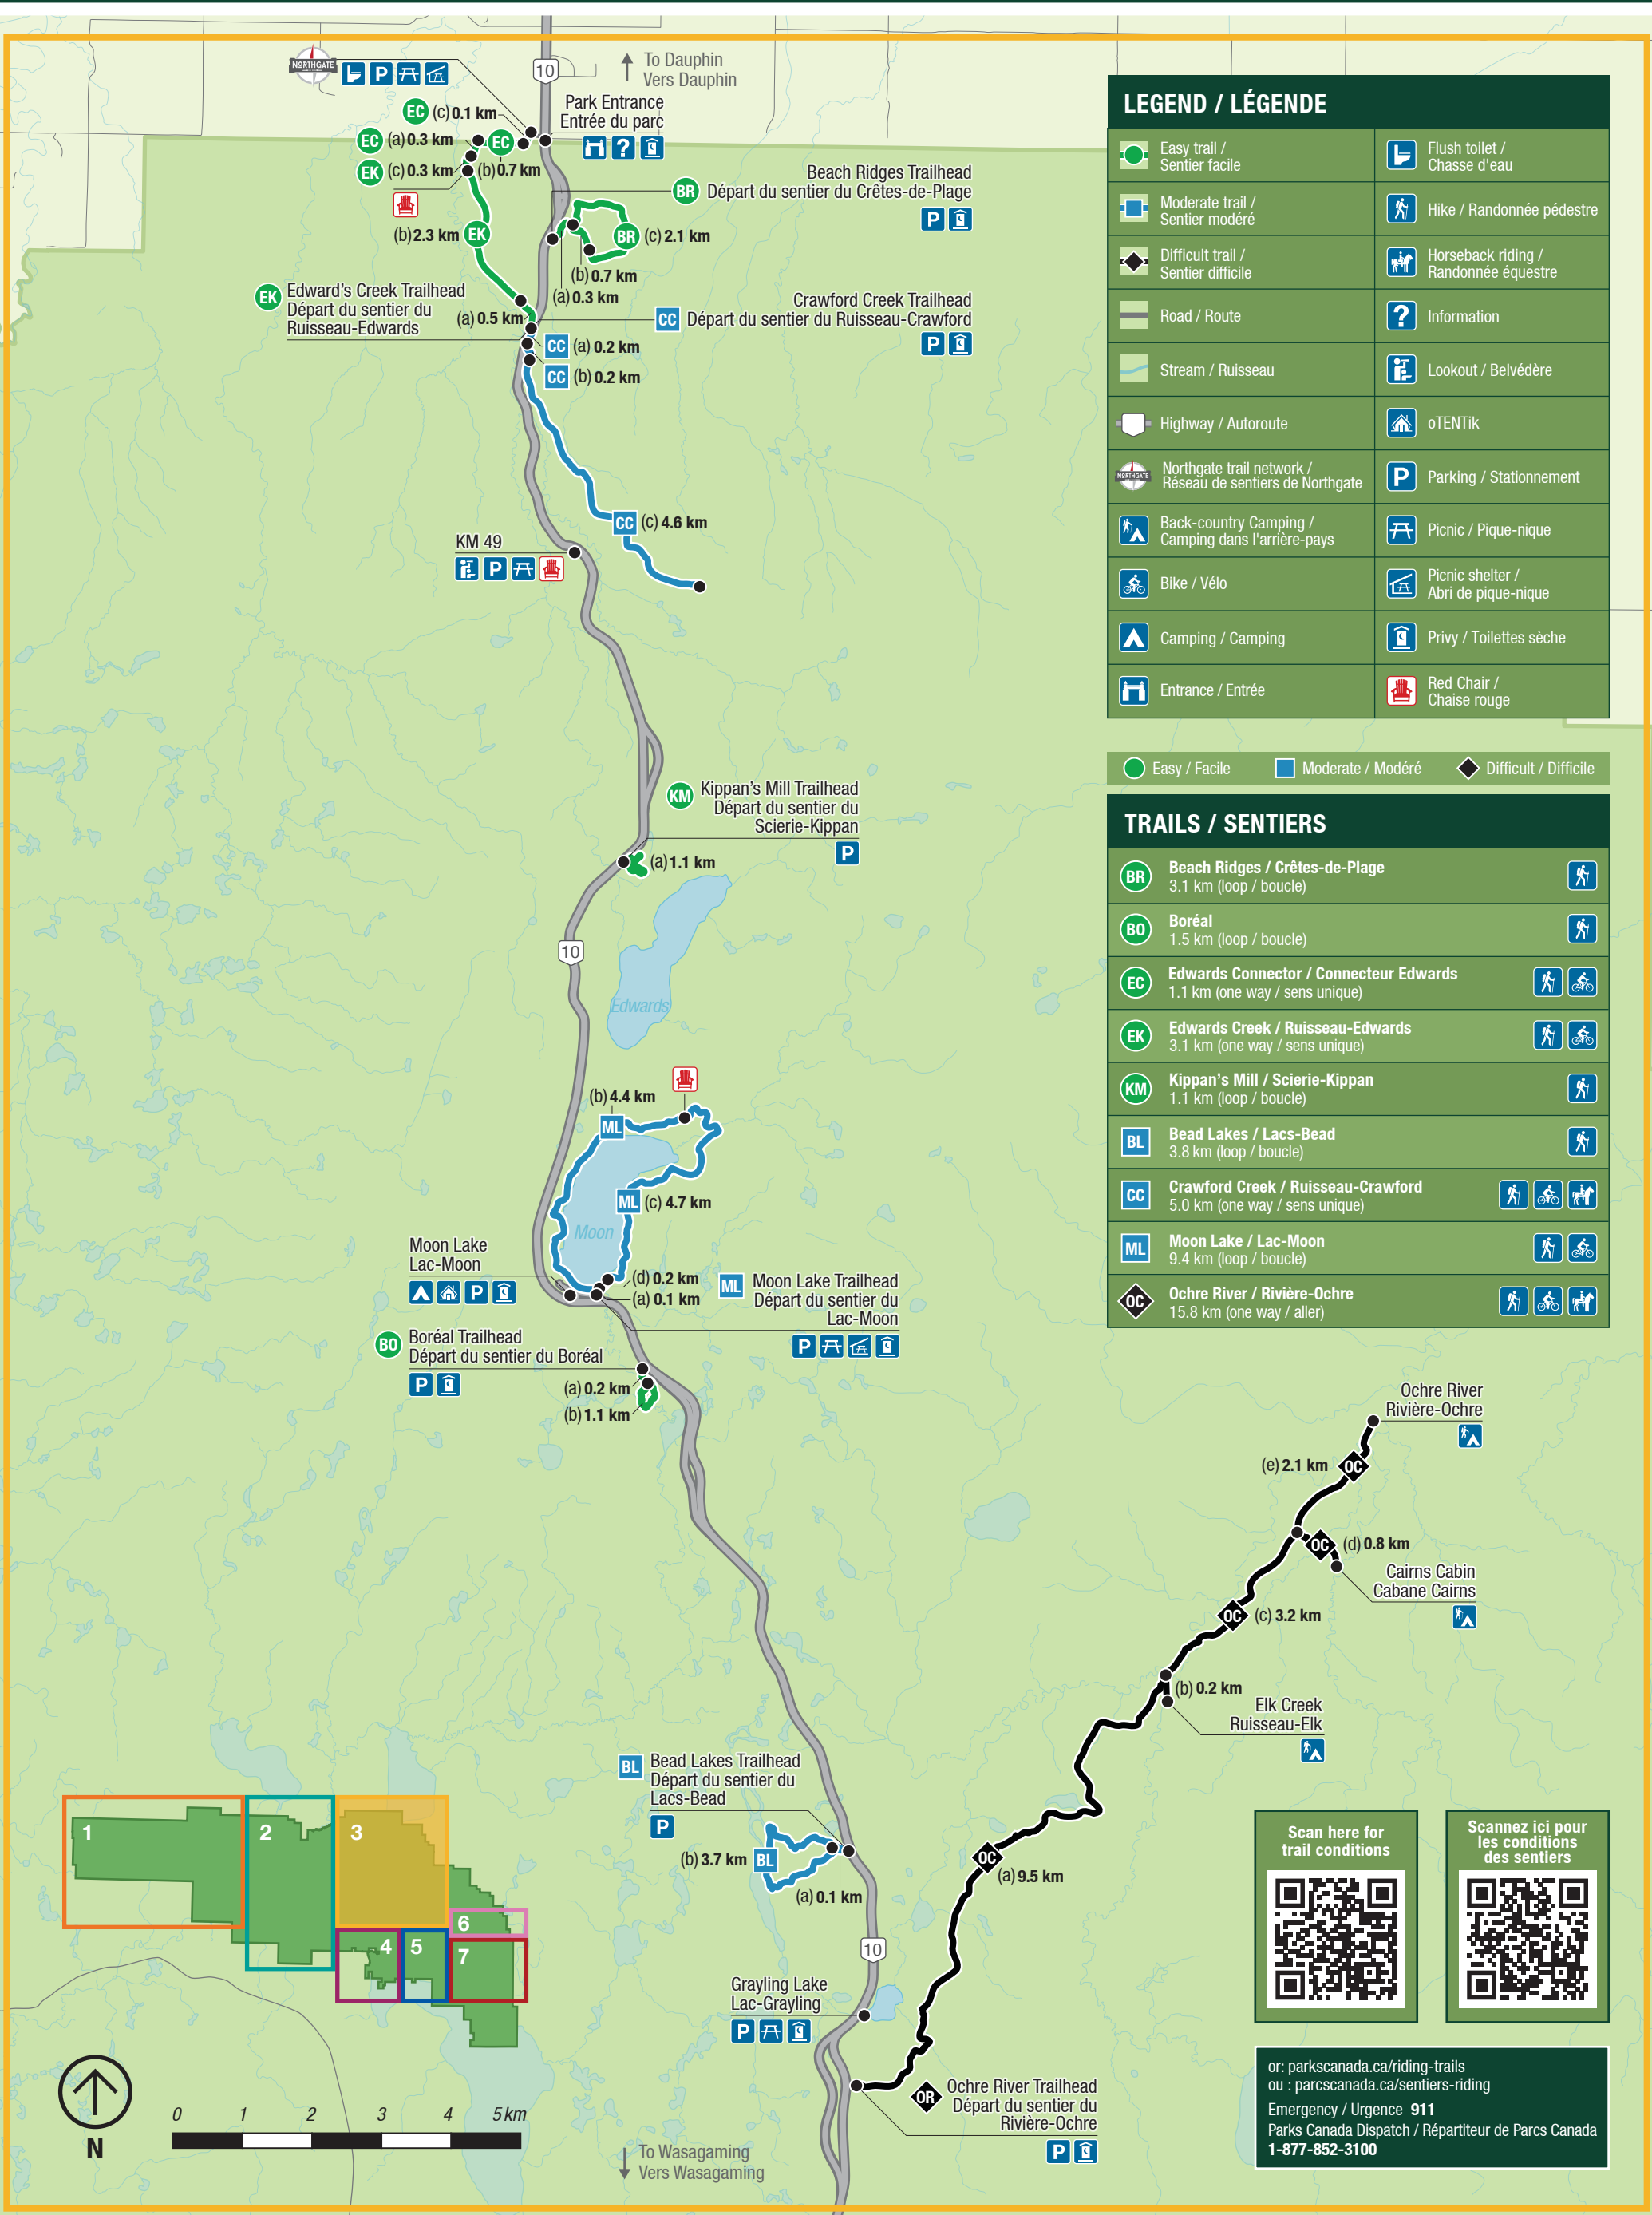 NORTHGATE
P
10
To Dauphin
Vers Dauphin
EC (c) 0.1 km
Park Entrance
Entrée du parc
?
EC (a) 0.3 km
EC
EK (c) 0.3 km
(b) 0.7 km
(b) 2.3 km EK
Beach Ridges Trailhead
BR Départ du sentier du Crêtes-de-Plage
P
BR (c) 2.1 km
(b) 0.7 km
(a) 0.3 km
EK Edward's Creek Trailhead
Départ du sentier du
Ruisseau-Edwards
(a) 0.5 km
Crawford Creek Trailhead
CC Départ du sentier du Ruisseau-Crawford
P
CC (a) 0.2 km
CC (b) 0.2 km
CC (c) 4.6 km
KM 49
P
KM Kippan's Mill Trailhead
Départ du sentier du
Scierie-Kippan
P
(a) 1.1 km
10
Edwards
(b) 4.4 km
ML
ML (c) 4.7 km
Moon
Moon Lake
Lac-Moon
P
(d) 0.2 km
(a) 0.1 km
ML Moon Lake Trailhead
Départ du sentier du
Lac-Moon
P
BO Boréal Trailhead
Départ du sentier du Boréal
P
(a) 0.2 km
(b) 1.1 km
Ochre River
Rivière-Ochre
(e) 2.1 km OC
OC (d) 0.8 km
Cairns Cabin
Cabane Cairns
OC (c) 3.2 km
(b) 0.2 km
Elk Creek
Ruisseau-Elk
BL Bead Lakes Trailhead
Départ du sentier du
Lacs-Bead
P
(b) 3.7 km BL
(a) 0.1 km
OC
(a) 9.5 km
10
Grayling Lake
Lac-Grayling
P
OR Ochre River Trailhead
Départ du sentier du
Rivière-Ochre
P
To Wasagaming
Vers Wasagaming
1
2
3
4
5
6
7
N
0 1 2 3 4 5 km
LEGEND / LÉGENDE
Easy trail /
Sentier facile
Flush toilet /
Chasse d'eau
Moderate trail /
Sentier modéré
Hike / Randonnée pédestre
Difficult trail /
Sentier difficile
Horseback riding /
Randonnée équestre
Road / Route
? Information
Stream / Ruisseau
Lookout / Belvédère
Highway / Autoroute
oTENTik
NORTHGATE
Northgate trail network /
Réseau de sentiers de Northgate
P Parking / Stationnement
Back-country Camping /
Camping dans l'arrière-pays
Picnic / Pique-nique
Bike / Vélo
Picnic shelter /
Abri de pique-nique
Camping / Camping
Privy / Toilettes sèche
Entrance / Entrée
Red Chair /
Chaise rouge
Easy / Facile
Moderate / Modéré
Difficult / Difficile
TRAILS / SENTIERS
BR Beach Ridges / Crêtes-de-Plage
3.1 km (loop / boucle)
BO Boréal
1.5 km (loop / boucle)
EC Edwards Connector / Connecteur Edwards
1.1 km (one way / sens unique)
EK Edwards Creek / Ruisseau-Edwards
3.1 km (one way / sens unique)
KM Kippan's Mill / Scierie-Kippan
1.1 km (loop / boucle)
BL Bead Lakes / Lacs-Bead
3.8 km (loop / boucle)
CC Crawford Creek / Ruisseau-Crawford
5.0 km (one way / sens unique)
ML Moon Lake / Lac-Moon
9.4 km (loop / boucle)
OC Ochre River / Rivière-Ochre
15.8 km (one way / aller)
Scan here for
trail conditions
Scannez ici pour
les conditions
des sentiers
or: parkscanada.ca/riding-trails
ou : parcscanada.ca/sentiers-riding
Emergency / Urgence 911
Parks Canada Dispatch / Répartiteur de Parcs Canada
1-877-852-3100